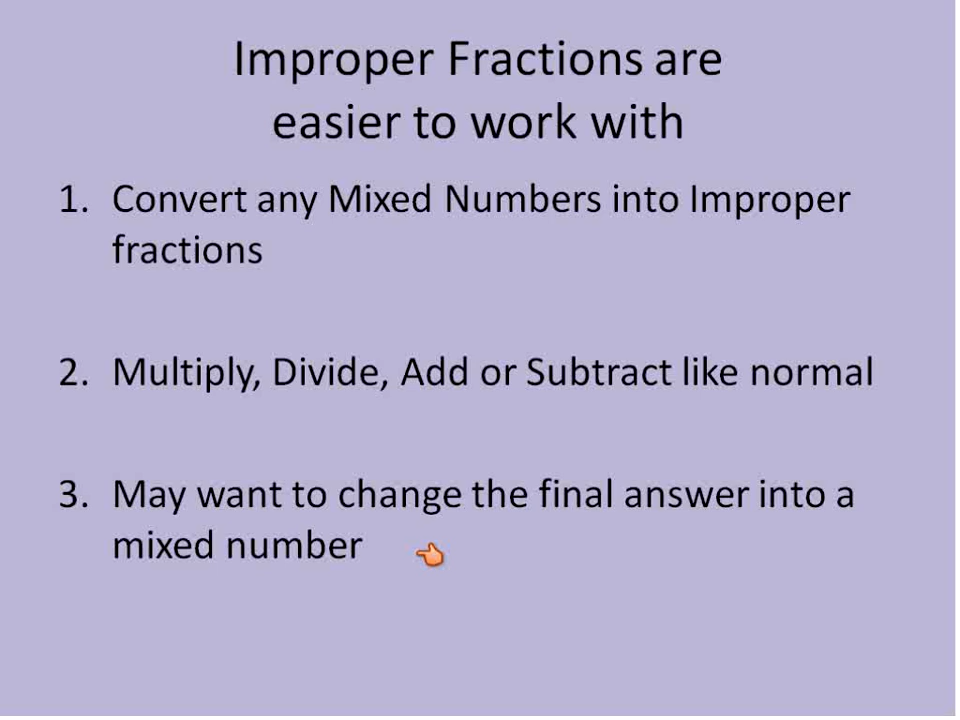 Improper Fractions are
easier to work with
1. Convert any Mixed Numbers into Improper
fractions
2. Multiply, Divide, Add or Subtract like normal
3. May want to change the final answer into a
mixed number